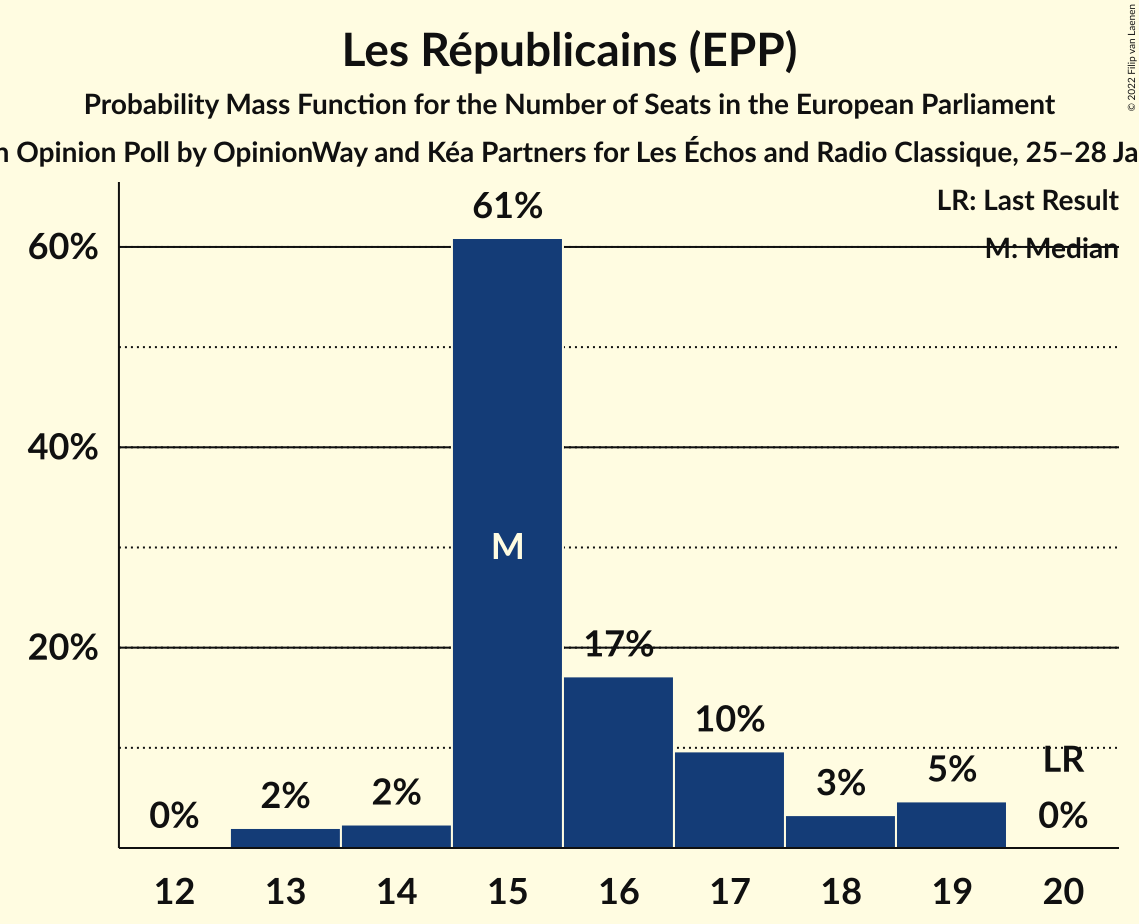 Les Républicains (EPP)
Probability Mass Function for the Number of Seats in the European Parliament
Opinion Poll by OpinionWay and Kéa Partners for Les Échos and Radio Classique, 25–28
© 2022 Filip van Laenen
LR: Last Result
M: Median
60%
40%
20%
0%
2%
2%
61%
M
17%
10%
3%
5%
LR
0%
12 13 14 15 16 17 18 19 20